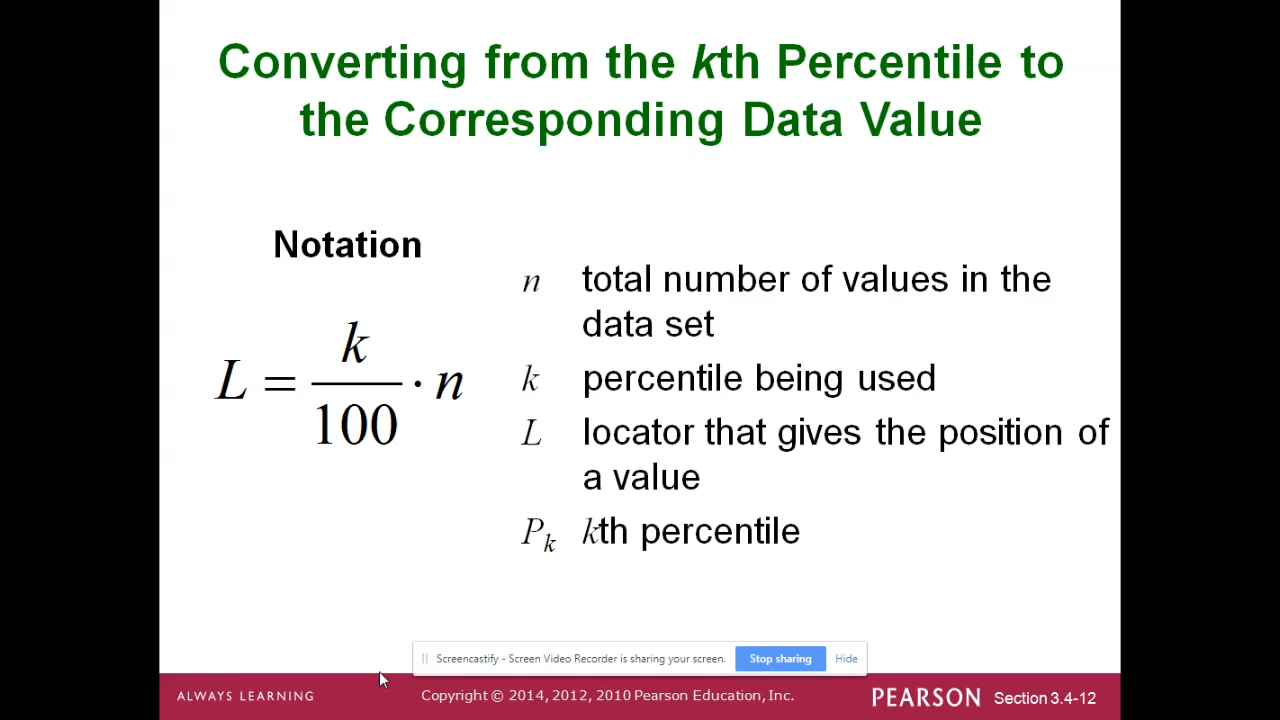 Converting from the kth Percentile to
the Corresponding Data Value
Notation
L = k/100 · n
n total number of values in the
data set
k percentile being used
L locator that gives the position of
a value
Pk kth percentile
Screencastify - Screen Video Recorder is sharing your screen. Stop sharing Hide
ALWAYS LEARNING Copyright © 2014, 2012, 2010 Pearson Education, Inc. PEARSON Section 3.4-12